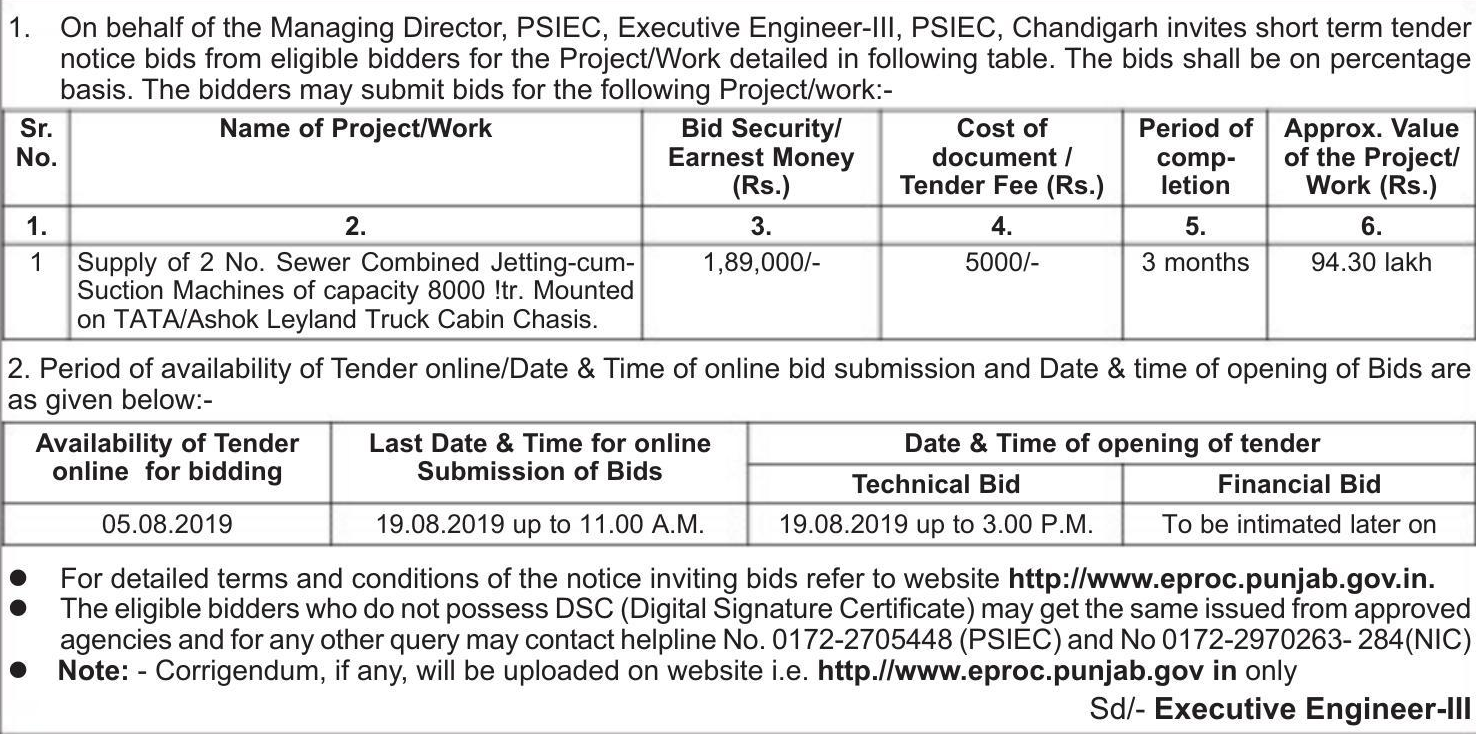 1. On behalf of the Managing Director, PSIEC, Executive Engineer-III, PSIEC, Chandigarh invites short term tender
notice bids from eligible bidders for the Project/Work detailed in following table. The bids shall be on percentage
basis. The bidders may submit bids for the following Project/work:-
Sr. No. Name of Project/Work Bid Security/ Earnest Money (Rs.) Cost of document / Tender Fee (Rs.) Period of comp- letion Approx. Value of the Project/ Work (Rs.)
1. 2. 3. 4. 5. 6.
1 Supply of 2 No. Sewer Combined Jetting-cum- 1,89,000/- 5000/- 3 months 94.30 lakh
Suction Machines of capacity 8000 !tr. Mounted
on TATA/Ashok Leyland Truck Cabin Chasis.
2. Period of availability of Tender online/Date & Time of online bid submission and Date & time of opening of Bids are
as given below:-
Availability of Tender online for bidding Last Date & Time for online Submission of Bids Date & Time of opening of tender
Technical Bid Financial Bid
05.08.2019 19.08.2019 up to 11.00 A.M. 19.08.2019 up to 3.00 P.M. To be intimated later on
● For detailed terms and conditions of the notice inviting bids refer to website http://www.eproc.punjab.gov.in.
● The eligible bidders who do not possess DSC (Digital Signature Certificate) may get the same issued from approved
agencies and for any other query may contact helpline No. 0172-2705448 (PSIEC) and No 0172-2970263- 284(NIC)
● Note: - Corrigendum, if any, will be uploaded on website i.e. http.//www.eproc.punjab.gov in only
Sd/- Executive Engineer-III